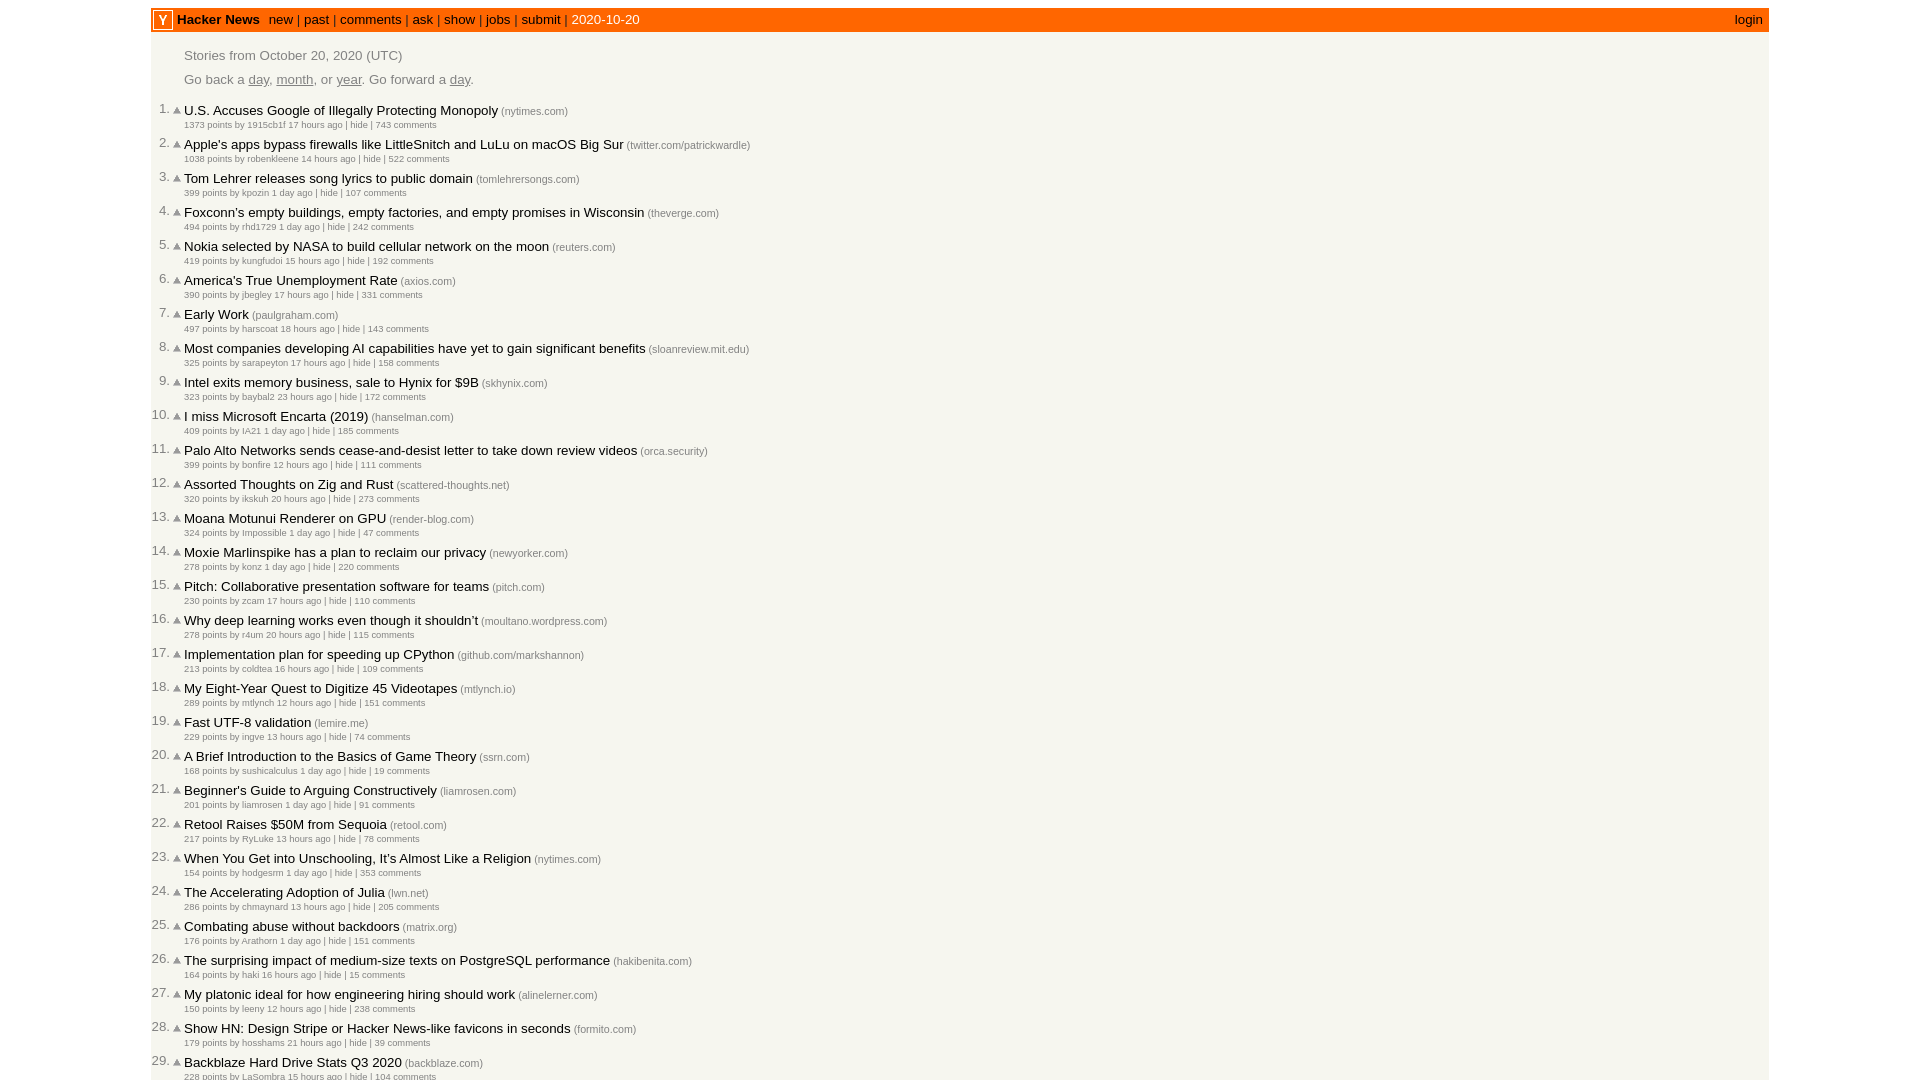 Y Hacker News new | past | comments | ask | show | jobs | submit | 2020-10-20 login
Stories from October 20, 2020 (UTC)
Go back a day, month, or year. Go forward a day.
1. U.S. Accuses Google of Illegally Protecting Monopoly (nytimes.com)
1373 points by 1915cb1f 17 hours ago | hide | 743 comments
2. Apple's apps bypass firewalls like LittleSnitch and LuLu on macOS Big Sur (twitter.com/patrickwardle)
1038 points by robenkleene 14 hours ago | hide | 522 comments
3. Tom Lehrer releases song lyrics to public domain (tomlehrersongs.com)
399 points by kpozin 1 day ago | hide | 107 comments
4. Foxconn's empty buildings, empty factories, and empty promises in Wisconsin (theverge.com)
494 points by rhd1729 1 day ago | hide | 242 comments
5. Nokia selected by NASA to build cellular network on the moon (reuters.com)
419 points by kungfudoi 15 hours ago | hide | 192 comments
6. America's True Unemployment Rate (axios.com)
390 points by jbegley 17 hours ago | hide | 331 comments
7. Early Work (paulgraham.com)
497 points by harscoat 18 hours ago | hide | 143 comments
8. Most companies developing AI capabilities have yet to gain significant benefits (sloanreview.mit.edu)
325 points by sarapeyton 17 hours ago | hide | 158 comments
9. Intel exits memory business, sale to Hynix for $9B (skhynix.com)
323 points by baybal2 23 hours ago | hide | 172 comments
10. I miss Microsoft Encarta (2019) (hanselman.com)
409 points by IA21 1 day ago | hide | 185 comments
11. Palo Alto Networks sends cease-and-desist letter to take down review videos (orca.security)
399 points by bonfire 12 hours ago | hide | 111 comments
12. Assorted Thoughts on Zig and Rust (scattered-thoughts.net)
320 points by ikskuh 20 hours ago | hide | 273 comments
13. Moana Motunui Renderer on GPU (render-blog.com)
324 points by Impossible 1 day ago | hide | 47 comments
14. Moxie Marlinspike has a plan to reclaim our privacy (newyorker.com)
278 points by konz 1 day ago | hide | 220 comments
15. Pitch: Collaborative presentation software for teams (pitch.com)
230 points by zcam 17 hours ago | hide | 110 comments
16. Why deep learning works even though it shouldn’t (moultano.wordpress.com)
278 points by r4um 20 hours ago | hide | 115 comments
17. Implementation plan for speeding up CPython (github.com/markshannon)
213 points by coldtea 16 hours ago | hide | 109 comments
18. My Eight-Year Quest to Digitize 45 Videotapes (mtlynch.io)
289 points by mtlynch 12 hours ago | hide | 151 comments
19. Fast UTF-8 validation (lemire.me)
229 points by ingve 13 hours ago | hide | 74 comments
20. A Brief Introduction to the Basics of Game Theory (ssrn.com)
168 points by sushicalculus 1 day ago | hide | 19 comments
21. Beginner's Guide to Arguing Constructively (liamrosen.com)
201 points by liamrosen 1 day ago | hide | 91 comments
22. Retool Raises $50M from Sequoia (retool.com)
217 points by RyLuke 13 hours ago | hide | 78 comments
23. When You Get into Unschooling, It’s Almost Like a Religion (nytimes.com)
154 points by hodgesrm 1 day ago | hide | 353 comments
24. The Accelerating Adoption of Julia (lwn.net)
286 points by chmaynard 13 hours ago | hide | 205 comments
25. Combating abuse without backdoors (matrix.org)
176 points by Arathorn 1 day ago | hide | 151 comments
26. The surprising impact of medium-size texts on PostgreSQL performance (hakibenita.com)
164 points by haki 16 hours ago | hide | 15 comments
27. My platonic ideal for how engineering hiring should work (alinelerner.com)
150 points by leeny 12 hours ago | hide | 238 comments
28. Show HN: Design Stripe or Hacker News-like favicons in seconds (formito.com)
179 points by hosshams 21 hours ago | hide | 39 comments
29. Backblaze Hard Drive Stats Q3 2020 (backblaze.com)
228 points by LaSombra 15 hours ago | hide | 104 comments